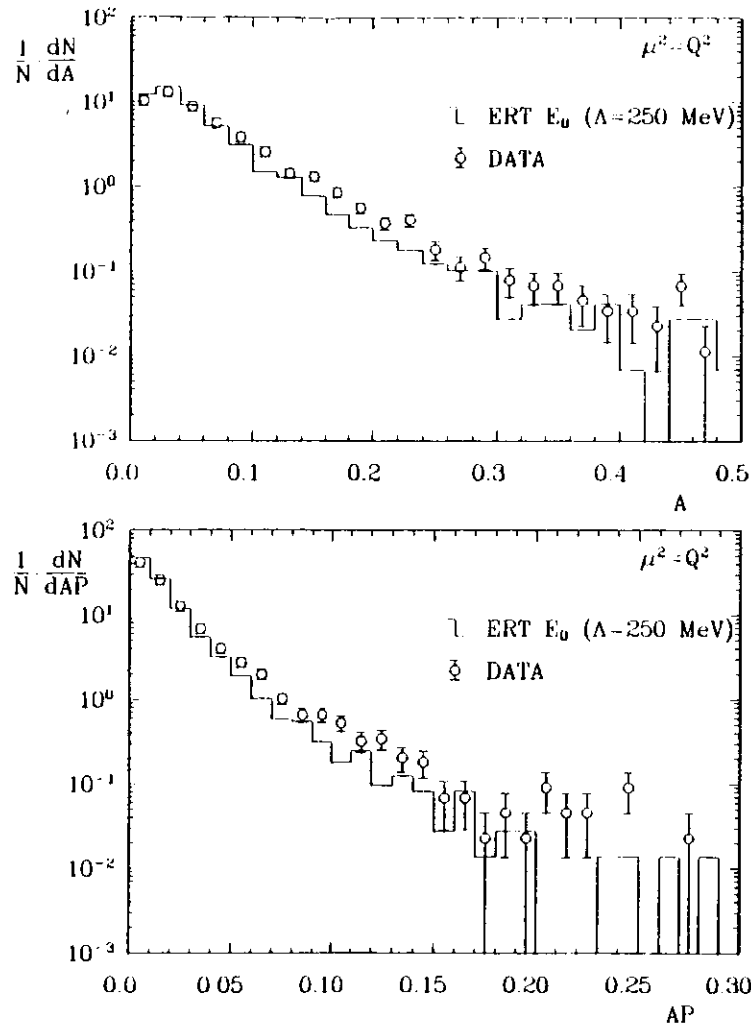 10²
μ²=Q²
1/N · dN/dA
10¹
ERT E₀ (Λ=250 MeV)
DATA
10⁰
10⁻¹
10⁻²
10⁻³
0.0 0.1 0.2 0.3 0.4 0.5
A
10²
μ²=Q²
1/N · dN/dAP
10¹
ERT E₀ (Λ=250 MeV)
DATA
10⁰
10⁻¹
10⁻²
10⁻³
0.0 0.05 0.10 0.15 0.20 0.25 0.30
AP